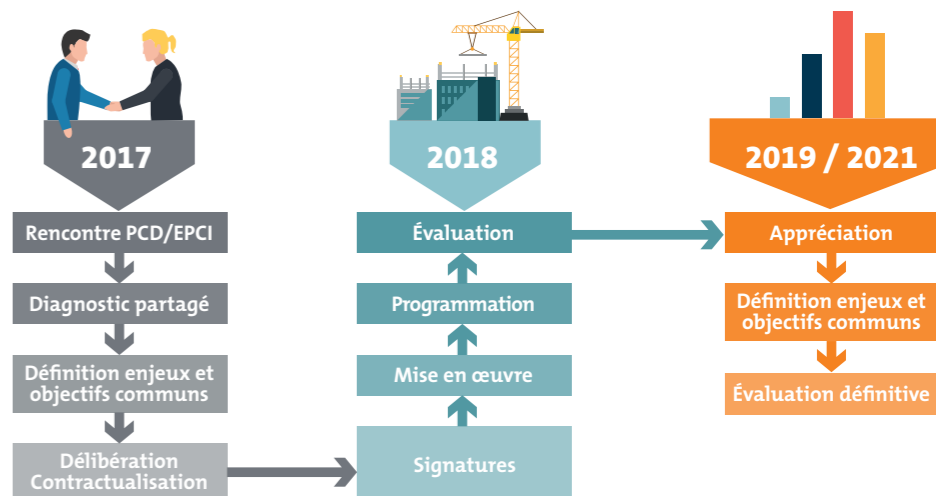 2017
Rencontre PCD/EPCI
Diagnostic partagé
Définition enjeux et
objectifs communs
Délibération
Contractualisation
2018
Évaluation
Programmation
Mise en œuvre
Signatures
2019 / 2021
Appréciation
Définition enjeux et
objectifs communs
Évaluation définitive